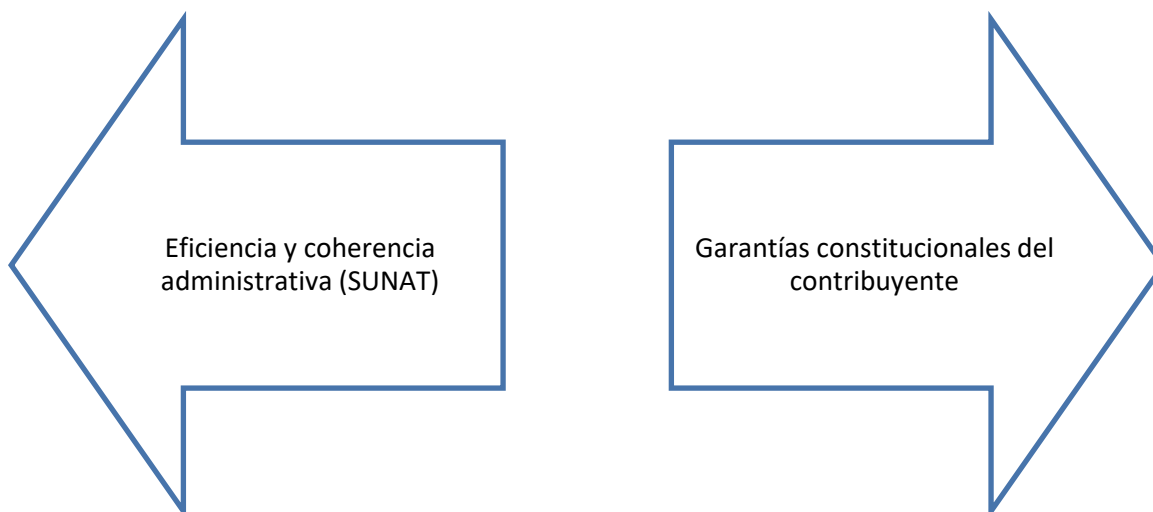 Eficiencia y coherencia
administrativa (SUNAT)
Garantías constitucionales del
contribuyente